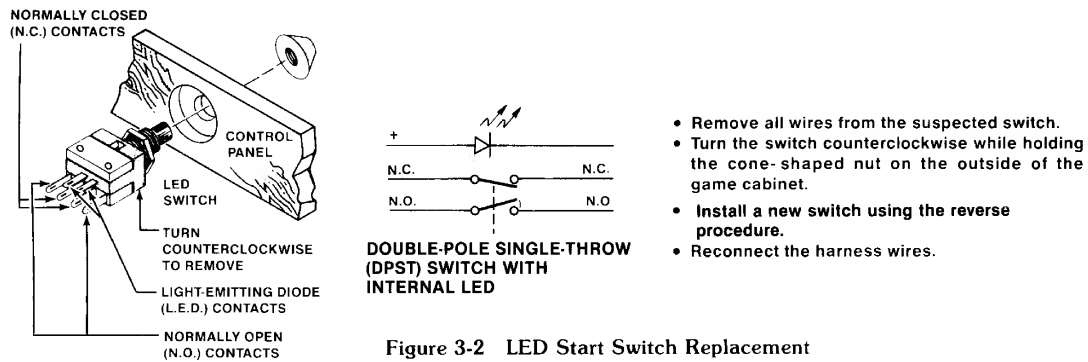 NORMALLY CLOSED
(N.C.) CONTACTS
CONTROL
PANEL
LED
SWITCH
TURN
COUNTERCLOCKWISE
TO REMOVE
LIGHT-EMITTING DIODE
(L.E.D.) CONTACTS
NORMALLY OPEN
(N.O.) CONTACTS
+
N.C.
N.C.
N.O.
N.O
DOUBLE-POLE SINGLE-THROW
(DPST) SWITCH WITH
INTERNAL LED
• Remove all wires from the suspected switch.
• Turn the switch counterclockwise while holding
the cone-shaped nut on the outside of the
game cabinet.
• Install a new switch using the reverse
procedure.
• Reconnect the harness wires.
Figure 3-2 LED Start Switch Replacement